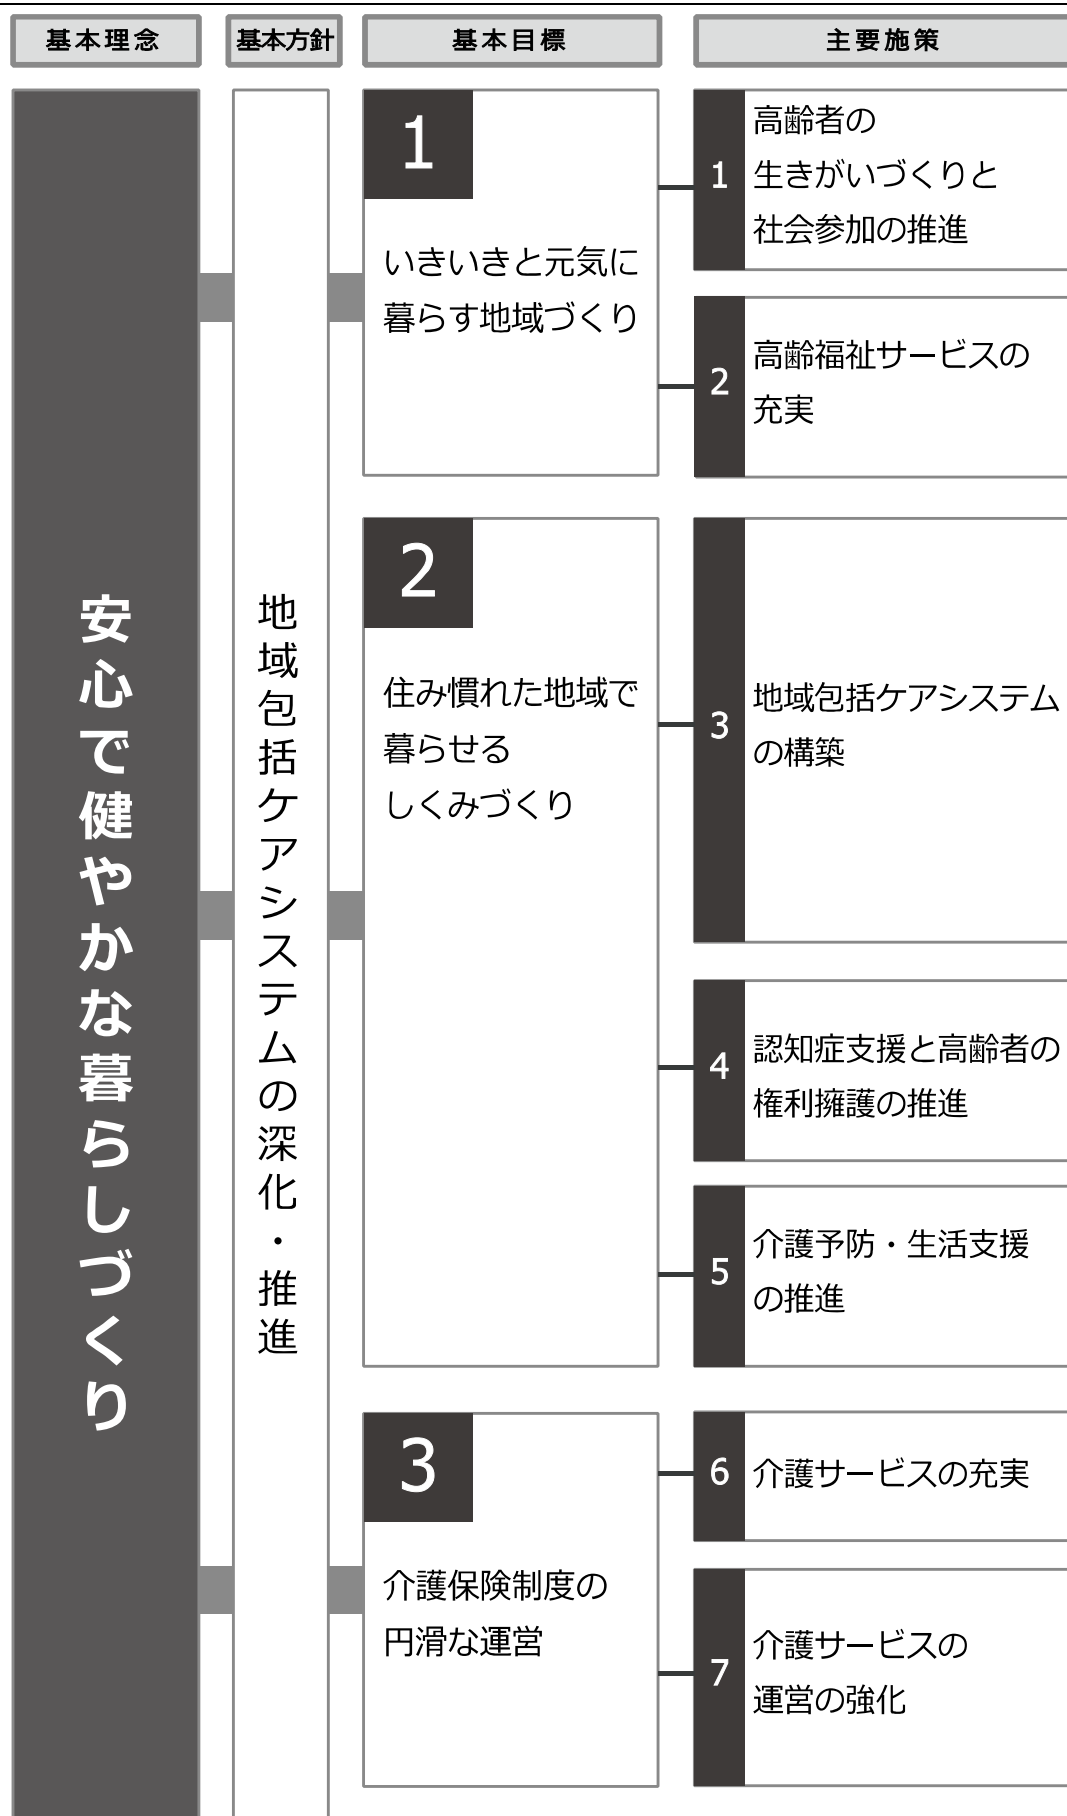 基本理念
基本方針
基本目標
主要施策
安心で健やかな暮らしづくり
地域包括ケアシステムの深化・推進
1
いきいきと元気に
暮らす地域づくり
1
高齢者の
生きがいづくりと
社会参加の推進
2
高齢福祉サービスの
充実
2
住み慣れた地域で
暮らせる
しくみづくり
3
地域包括ケアシステム
の構築
4
認知症支援と高齢者の
権利擁護の推進
5
介護予防・生活支援
の推進
3
介護保険制度の
円滑な運営
6
介護サービスの充実
7
介護サービスの
運営の強化